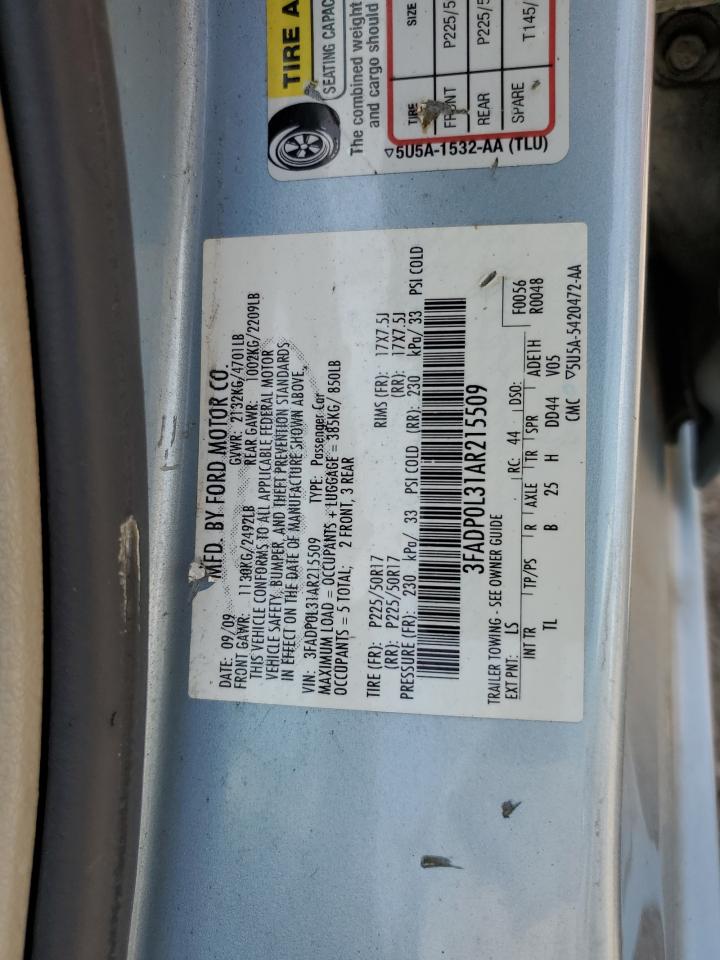 MFD. BY FORD MOTOR CO.
DATE: 09/09 GVWR: 2132KG/4701LB
FRONT GAWR: 1130KG/2492LB REAR GAWR: 1002KG/2209LB
THIS VEHICLE CONFORMS TO ALL APPLICABLE FEDERAL MOTOR
VEHICLE SAFETY, BUMPER, AND THEFT PREVENTION STANDARDS
IN EFFECT ON THE DATE OF MANUFACTURE SHOWN ABOVE.
VIN: 3FADP0L31AR215509 TYPE: Passenger Car
MAXIMUM LOAD = OCCUPANTS + LUGGAGE = 385KG/ 850LB
OCCUPANTS = 5 TOTAL; 2 FRONT, 3 REAR
TIRE (FR): P225/50R17 RIMS (FR): 17X7.5J
(RR): P225/50R17 (RR): 17X7.5J
PRESSURE (FR): 230 kPa/ 33 PSI COLD (RR): 230 kPa/ 33 PSI COLD
3FADP0L31AR215509
TRAILER TOWING - SEE OWNER GUIDE
EXT PNT: LS RC: 44 DSO: F0056
R0048
INT TR TP/PS R AXLE TR SPR ADE1H
TL B 25 H DD44 V05
CMC ▽5U5A-5420472-AA
TIRE A
SEATING CAPAC
The combined weight
and cargo should
TIRE SIZE
FRONT P225/5
REAR P225/5
SPARE T145/
▽5U5A-1532-AA (TLU)